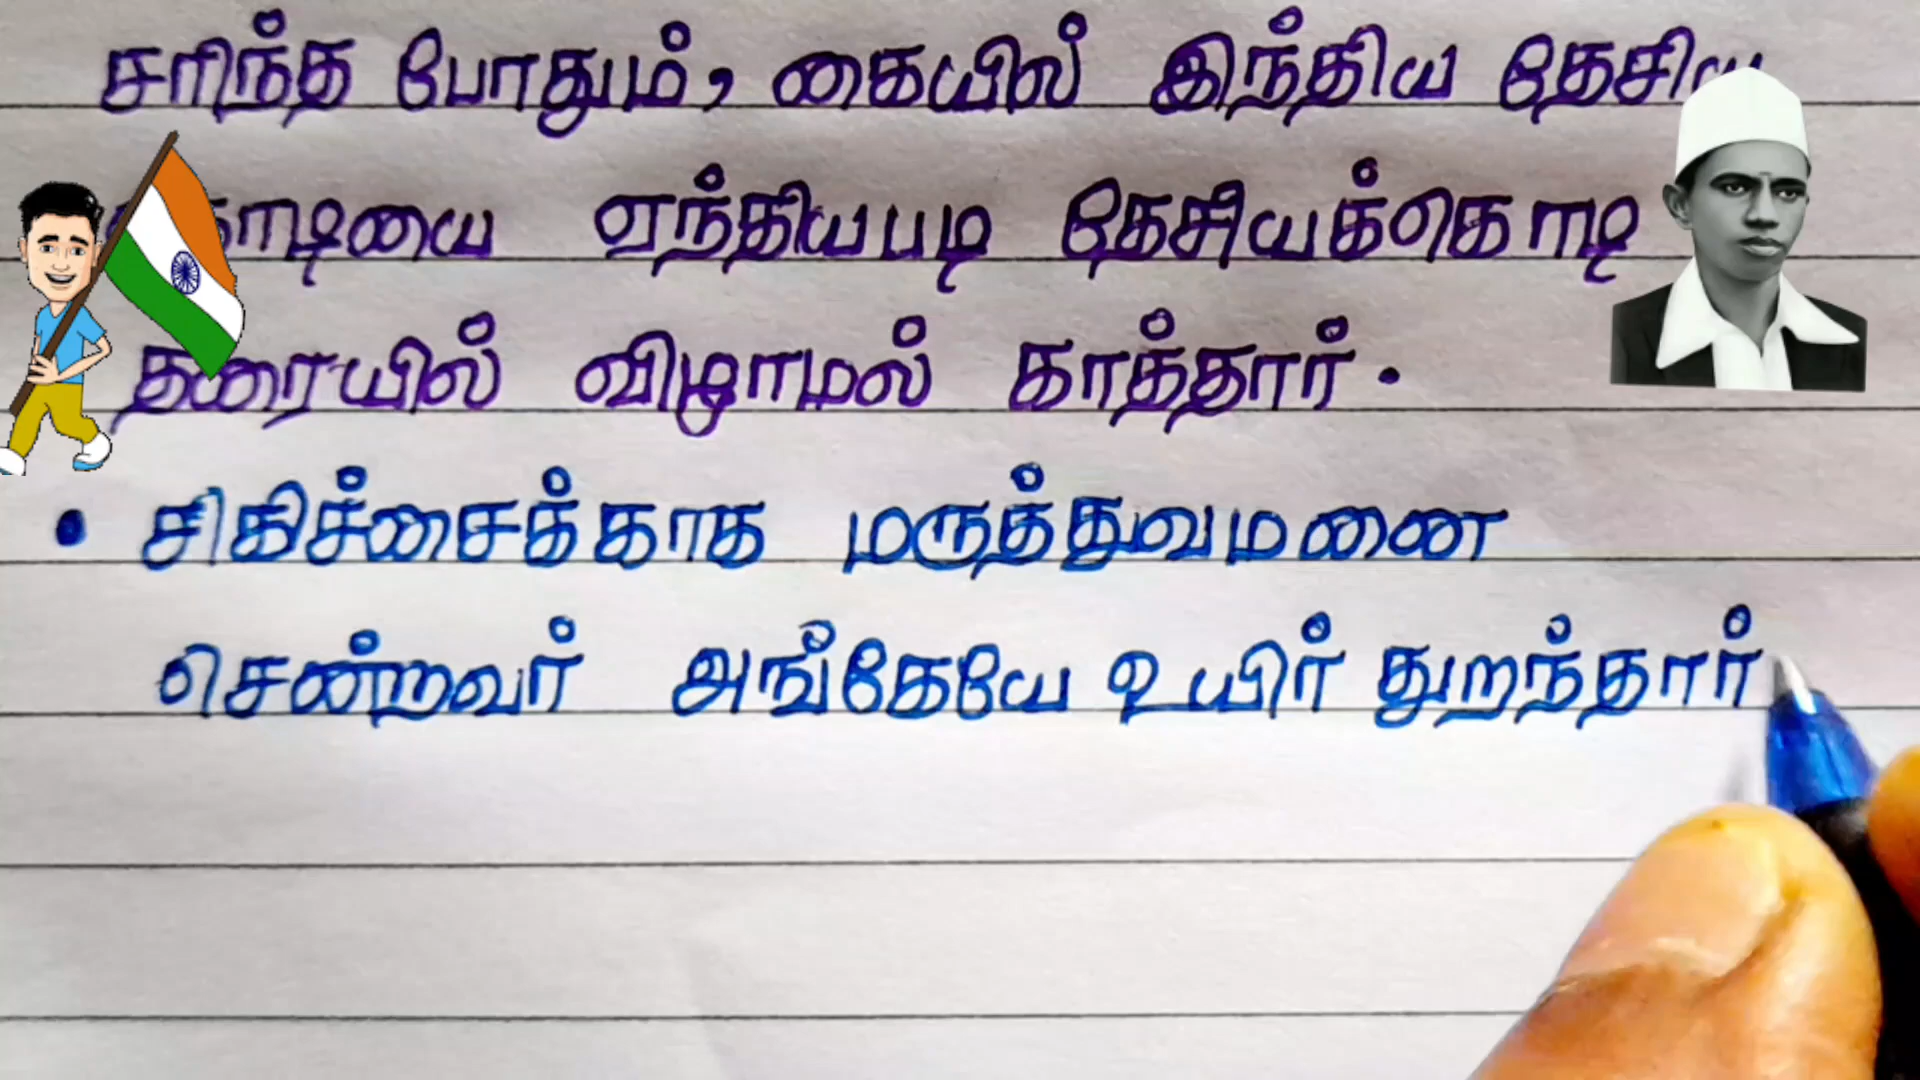 சரிந்த போதும், கையில் இந்திய தேசிய
கொடியை ஏந்தியபடி தேசியக்கொடி
தரையில் விழாமல் காத்தார்.
• சிகிச்சைக்காக மருத்துவமனை
சென்றவர் அங்கேயே உயிர் துறந்தார்